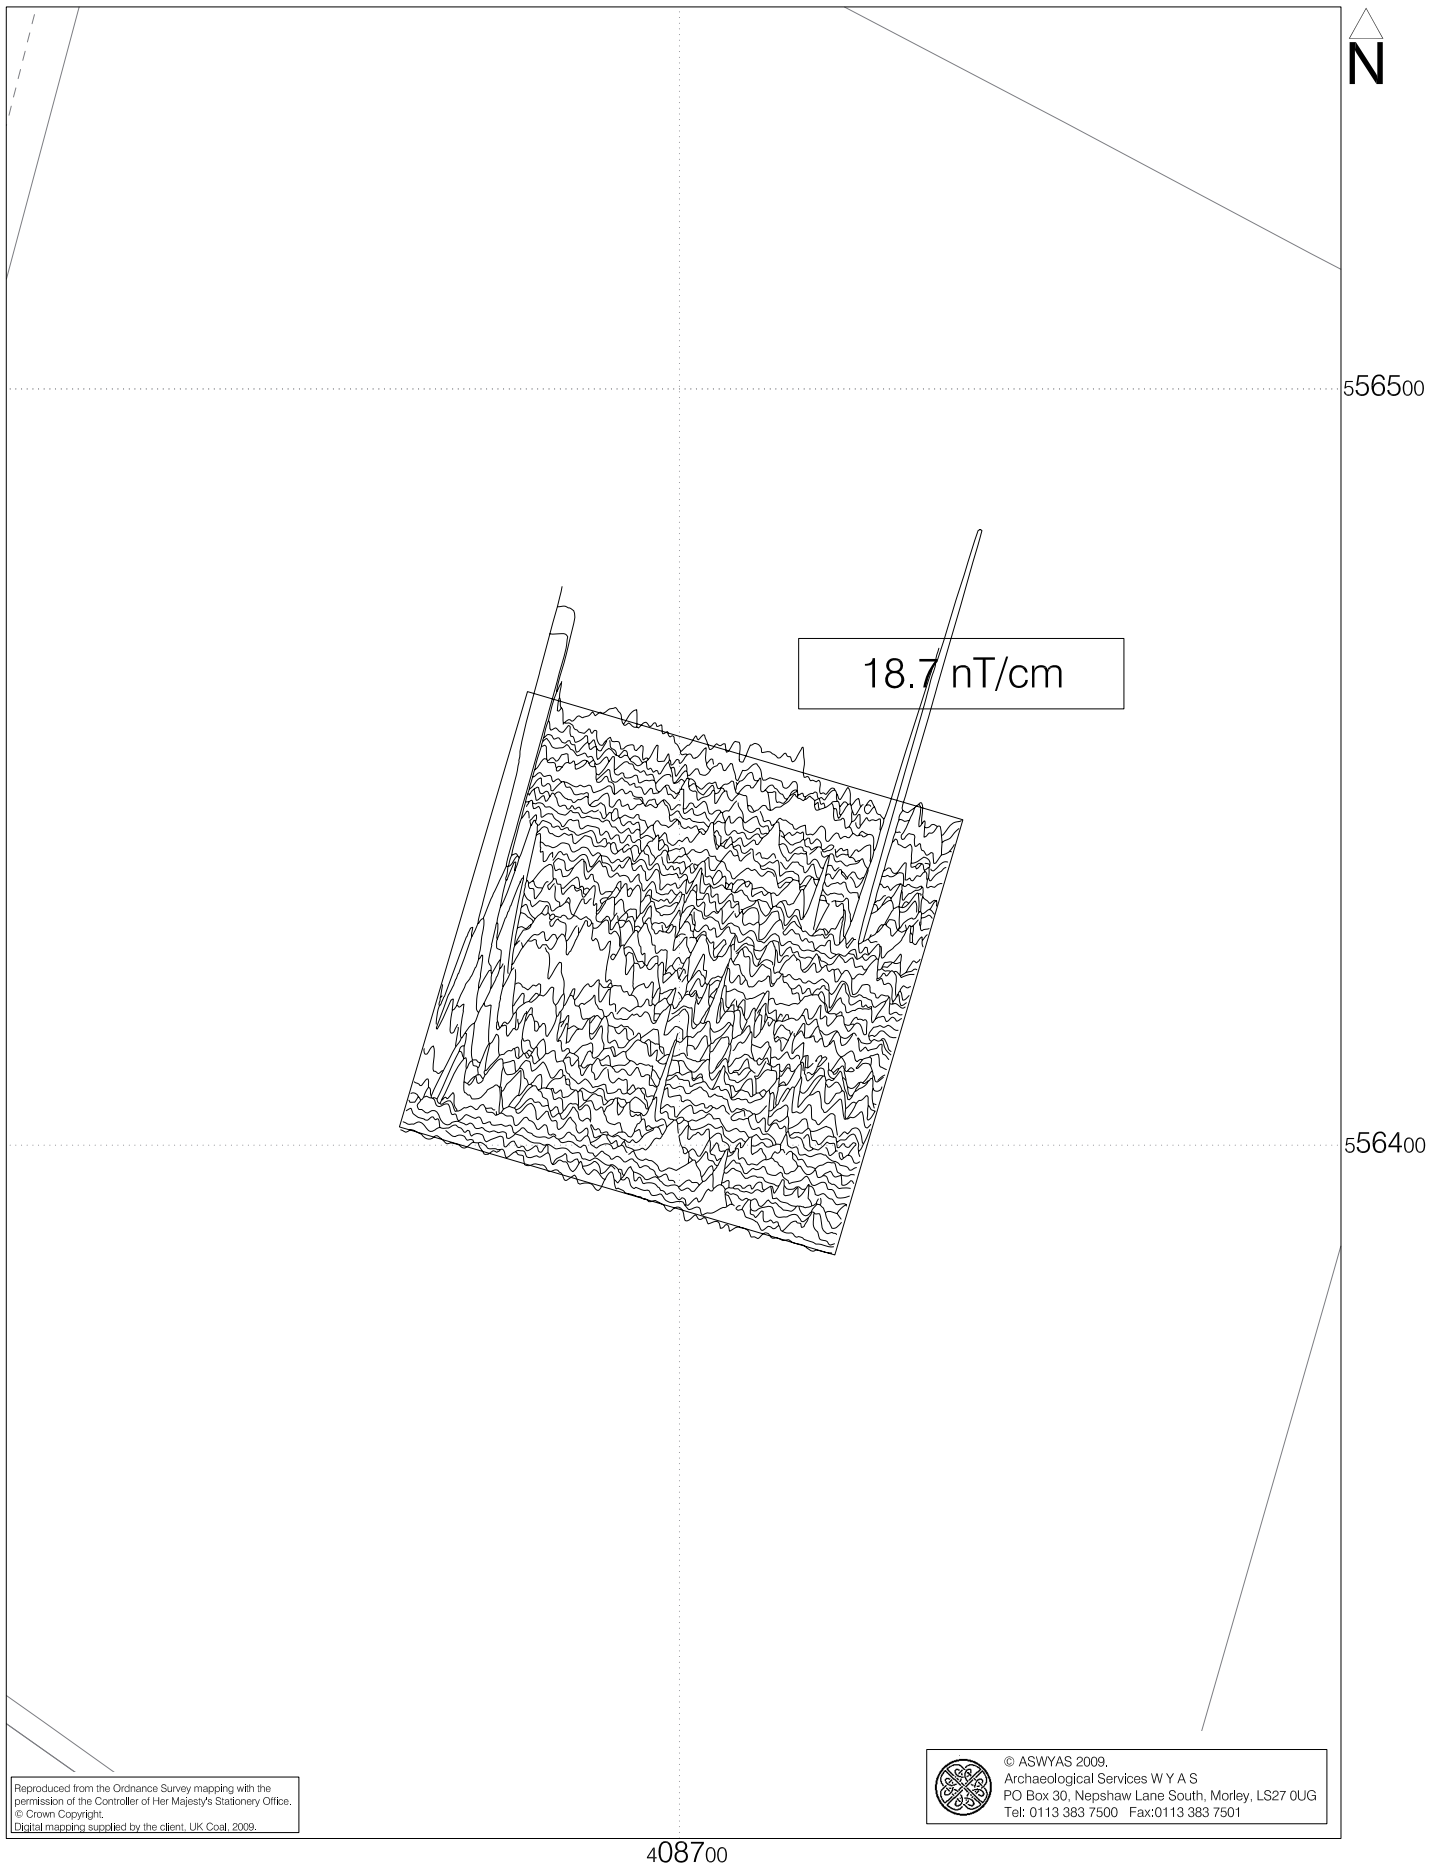 N
556500
18.7 nT/cm
556400
© ASWYAS 2009.
Archaeological Services W Y A S
PO Box 30, Nepshaw Lane South, Morley, LS27 0UG
Tel: 0113 383 7500 Fax:0113 383 7501
Reproduced from the Ordnance Survey mapping with the
permission of the Controller of Her Majesty's Stationery Office.
© Crown Copyright.
Digital mapping supplied by the client, UK Coal, 2009.
408700